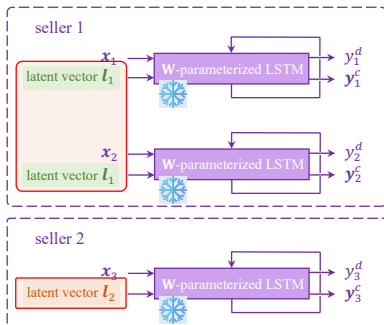 seller 1
x₁
W-parameterized LSTM
y₁ᵈ
latent vector l₁
y₁ᶜ
x₂
W-parameterized LSTM
y₂ᵈ
latent vector l₁
y₂ᶜ
seller 2
x₃
W-parameterized LSTM
y₃ᵈ
latent vector l₂
y₃ᶜ